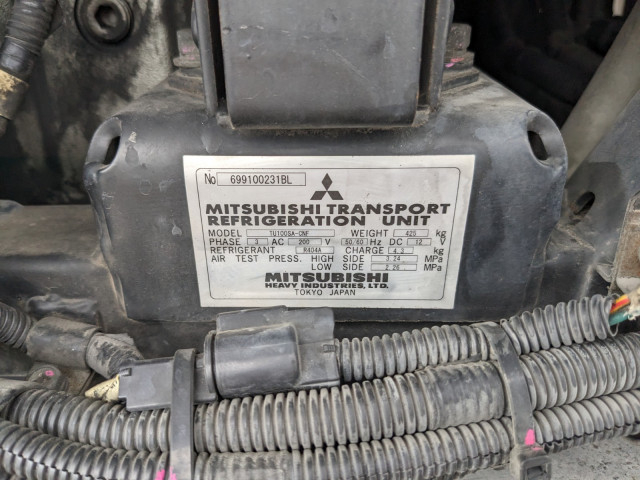 No 699100231BL
MITSUBISHI TRANSPORT
REFRIGERATION UNIT
MODEL TU100SA-CNF WEIGHT 425 kg
PHASE 3 AC 200 V 50/60 Hz DC 12 V
REFRIGERANT R404A CHARGE 4.2 kg
AIR TEST PRESS. HIGH SIDE 3.24 MPa
LOW SIDE 2.26 MPa
MITSUBISHI
HEAVY INDUSTRIES, LTD.
TOKYO JAPAN